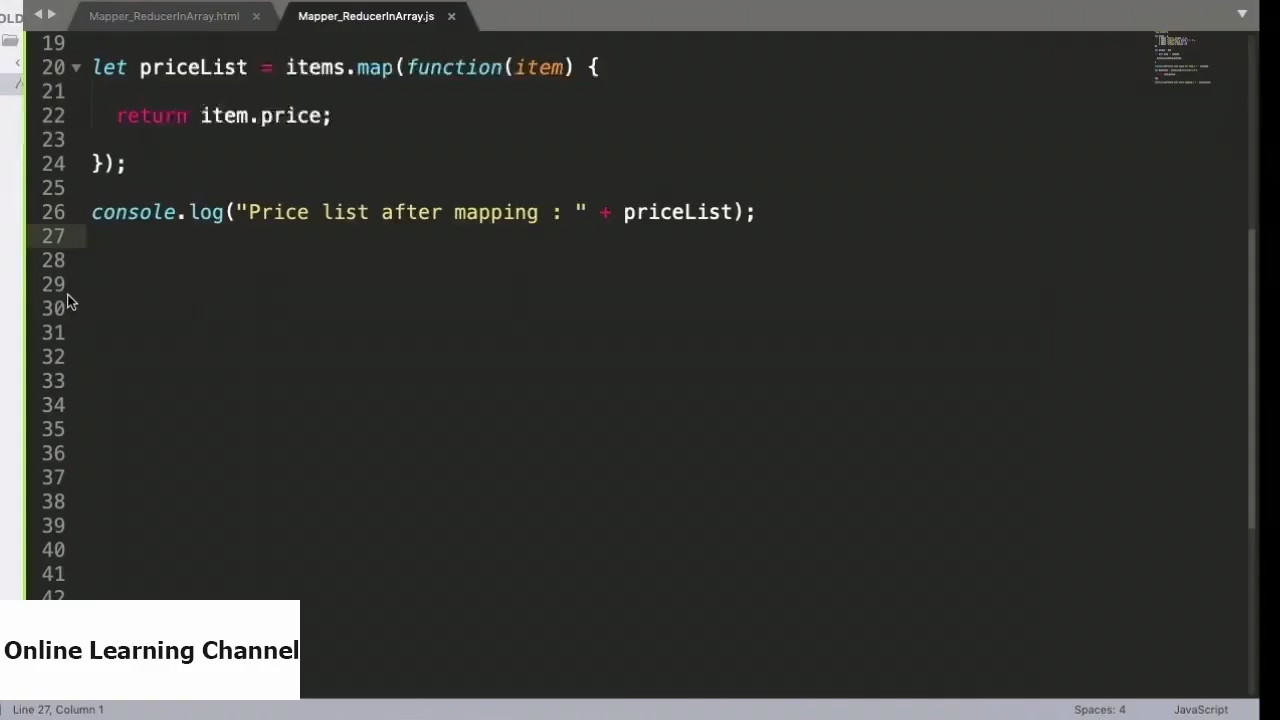 OLD
Mapper_ReducerInArray.html ×
Mapper_ReducerInArray.js ×
19
20 let priceList = items.map(function(item) {
21
22 return item.price;
23
24 });
25
26 console.log("Price list after mapping : " + priceList);
27
28
29
30
31
32
33
34
35
36
37
38
39
40
41
42
Online Learning Channel
Line 27, Column 1
Spaces: 4
JavaScript